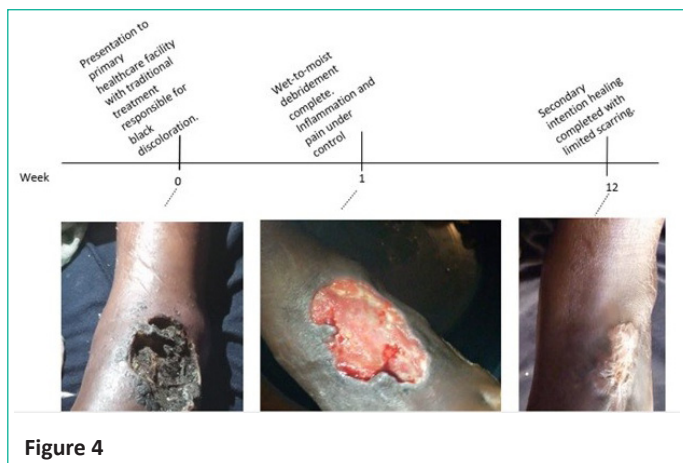 Presentation to
primary
healthcare facility
with traditional
treatment
responsible for
black
discoloration.
Wet-to-moist
debridement
complete.
Inflammation and
pain under
control
Secondary
intention healing
completed with
limited scarring.
Week
0
1
12
Figure 4